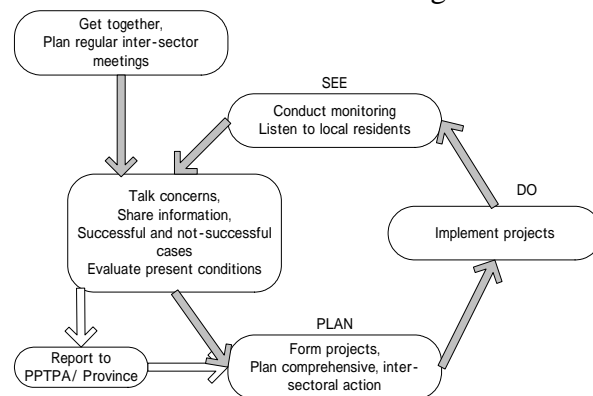 Get together,
Plan regular inter-sector
meetings
SEE
Conduct monitoring
Listen to local residents
Talk concerns,
Share information,
Successful and not-successful
cases
Evaluate present conditions
DO
Implement projects
PLAN
Form projects,
Plan comprehensive, inter-
sectoral action
Report to
PPTPA/ Province